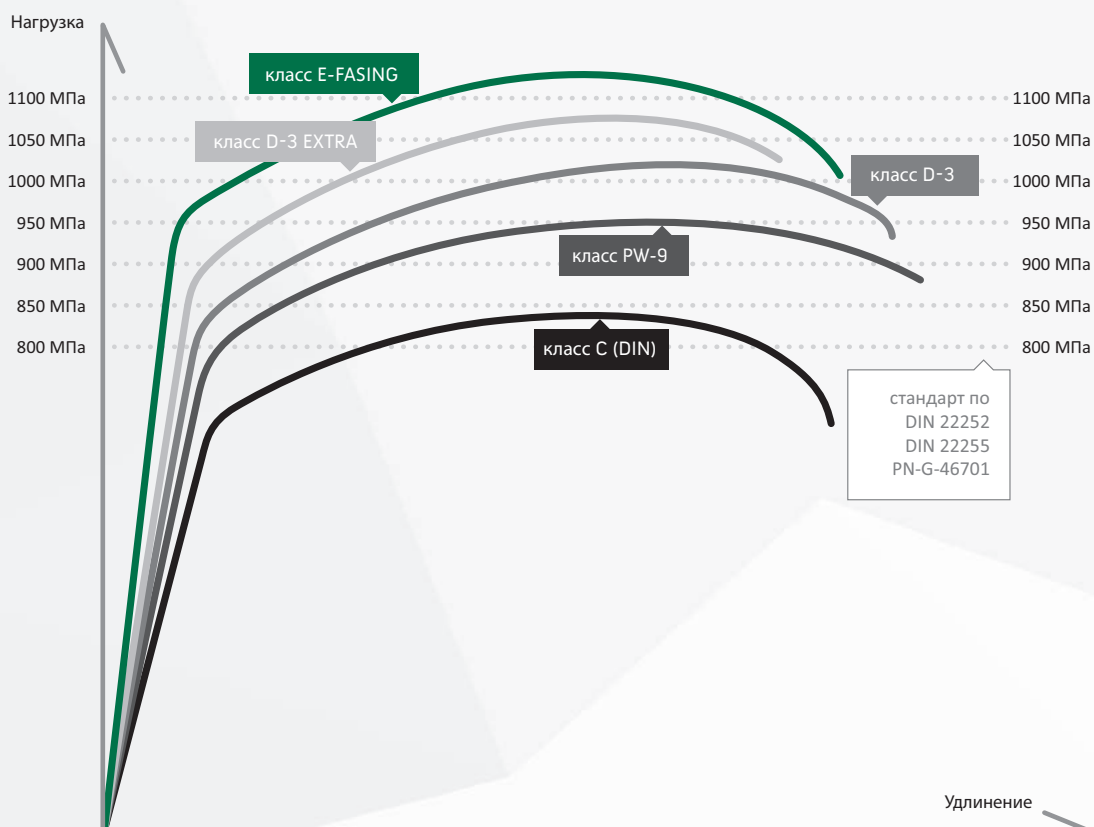 Нагрузка
класс E-FASING
1100 МПа
1100 МПа
класс D-3 EXTRA
1050 МПа
1050 МПа
класс D-3
1000 МПа
1000 МПа
950 МПа
950 МПа
класс PW-9
900 МПа
900 МПа
850 МПа
850 МПа
класс C (DIN)
800 МПа
800 МПа
стандарт по
DIN 22252
DIN 22255
PN-G-46701
Удлинение